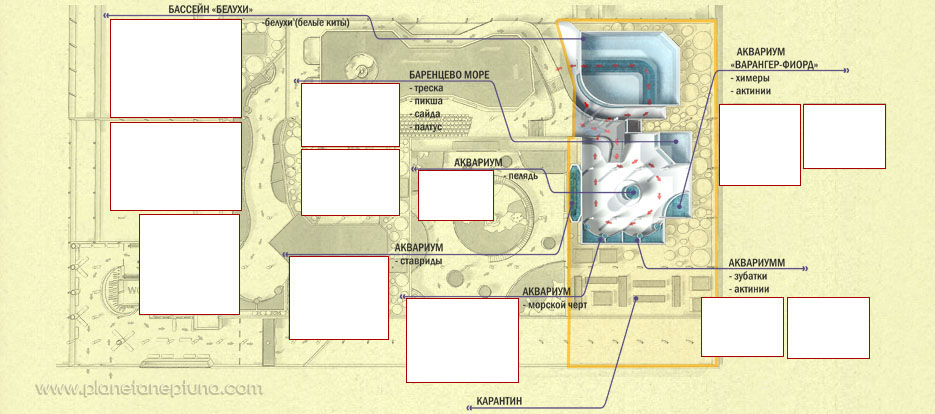 БАССЕЙН «БЕЛУХИ»
-белухи (белые киты)
АКВАРИУМ
«ВАРАНГЕР-ФИОРД»
- химеры
- актинии
БАРЕНЦЕВО МОРЕ
- треска
- пикша
- сайда
- палтус
АКВАРИУМ
- пелядь
АКВАРИУМ
- ставриды
АКВАРИУММ
- зубатки
- актинии
АКВАРИУМ
- морской черт
www.planetaneptuna.com
КАРАНТИН